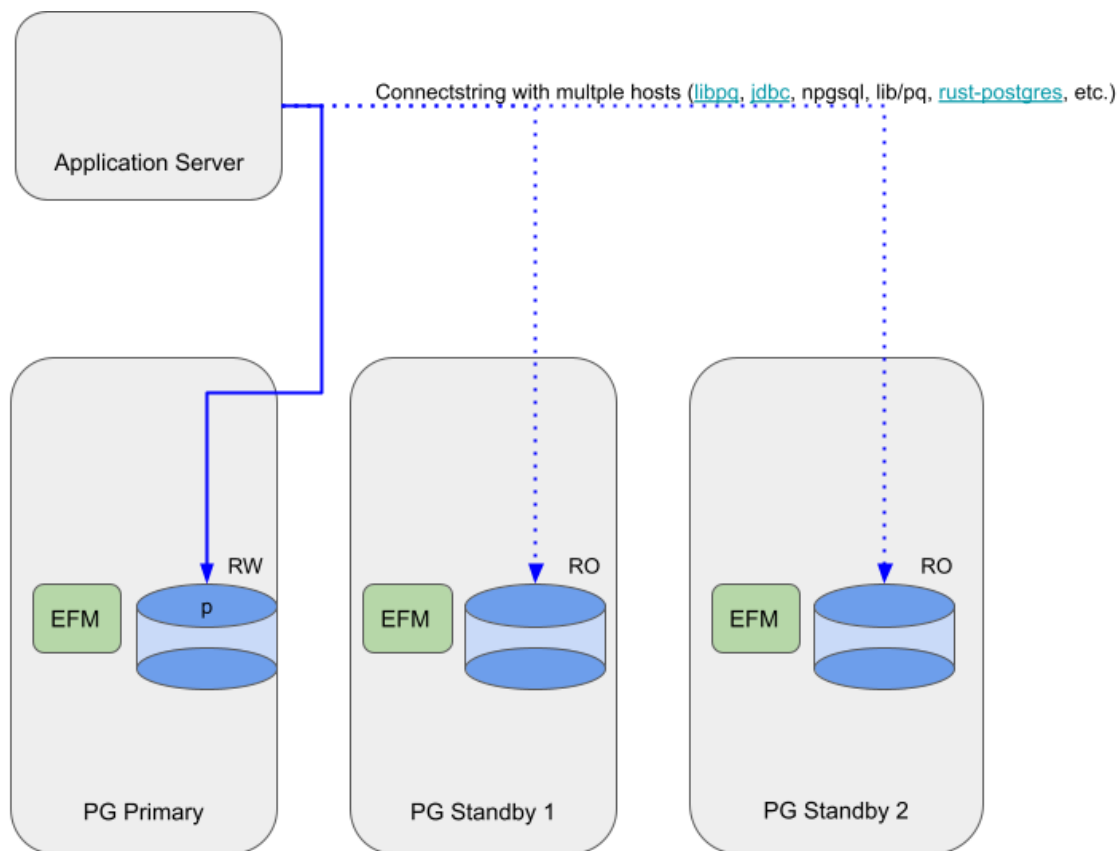 Connectstring with multple hosts (libpq, jdbc, npgsql, lib/pq, rust-postgres, etc.)
Application Server
RW
RO
RO
EFM
p
EFM
EFM
PG Primary
PG Standby 1
PG Standby 2